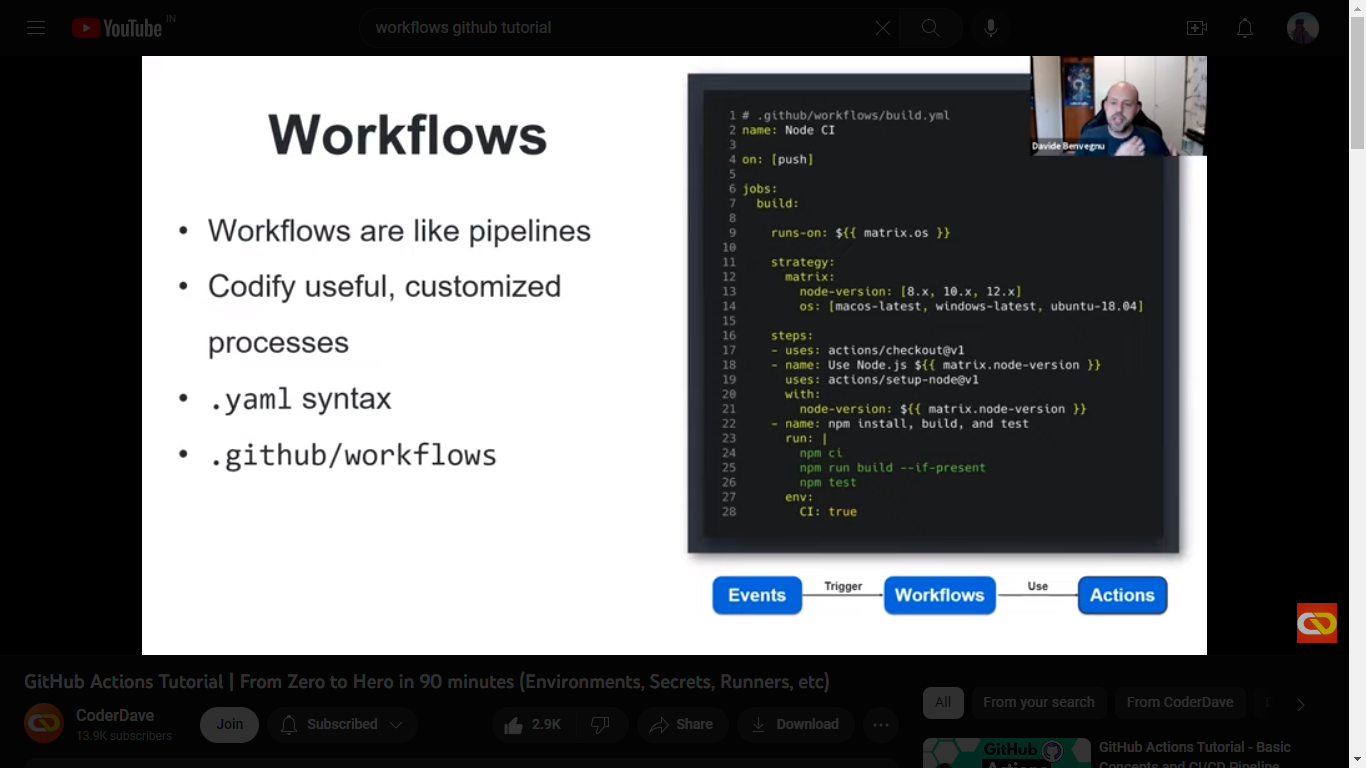 YouTube IN
workflows github tutorial
Workflows
• Workflows are like pipelines
• Codify useful, customized
processes
• .yaml syntax
• .github/workflows
1 # .github/workflows/build.yml
2 name: Node CI
3
4 on: [push]
5
6 jobs:
7 build:
8
9 runs-on: ${{ matrix.os }}
10
11 strategy:
12 matrix:
13 node-version: [8.x, 10.x, 12.x]
14 os: [macos-latest, windows-latest, ubuntu-18.04]
15
16 steps:
17 - uses: actions/checkout@v1
18 - name: Use Node.js ${{ matrix.node-version }}
19 uses: actions/setup-node@v1
20 with:
21 node-version: ${{ matrix.node-version }}
22 - name: npm install, build, and test
23 run: |
24 npm ci
25 npm run build --if-present
26 npm test
27 env:
28 CI: true
Davide Benvegnu
Events Trigger Workflows Use Actions
GitHub Actions Tutorial | From Zero to Hero in 90 minutes (Environments, Secrets, Runners, etc)
CoderDave
13.9K subscribers
Join
Subscribed
2.9K
Share
Download
All
From your search
From CoderDave
GitHub
Actions
GitHub Actions Tutorial - Basic
Concepts and CI/CD Pipeline